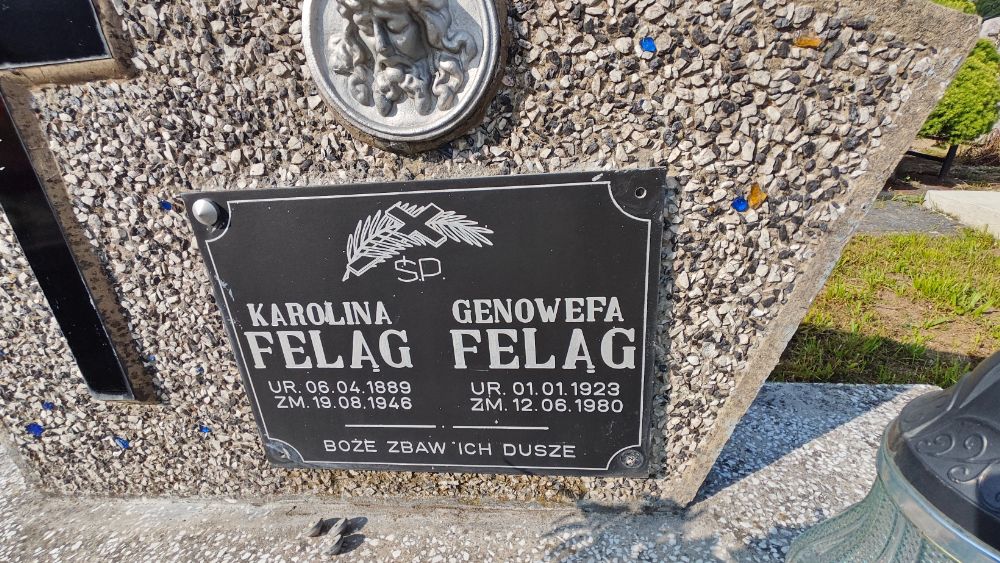 ŚP.
KAROLINA
FELĄG
UR. 06.04.1889
ZM. 19.08.1946
GENOWEFA
FELĄG
UR. 01.01.1923
ZM. 12.06.1980
BOŻE ZBAW ICH DUSZE